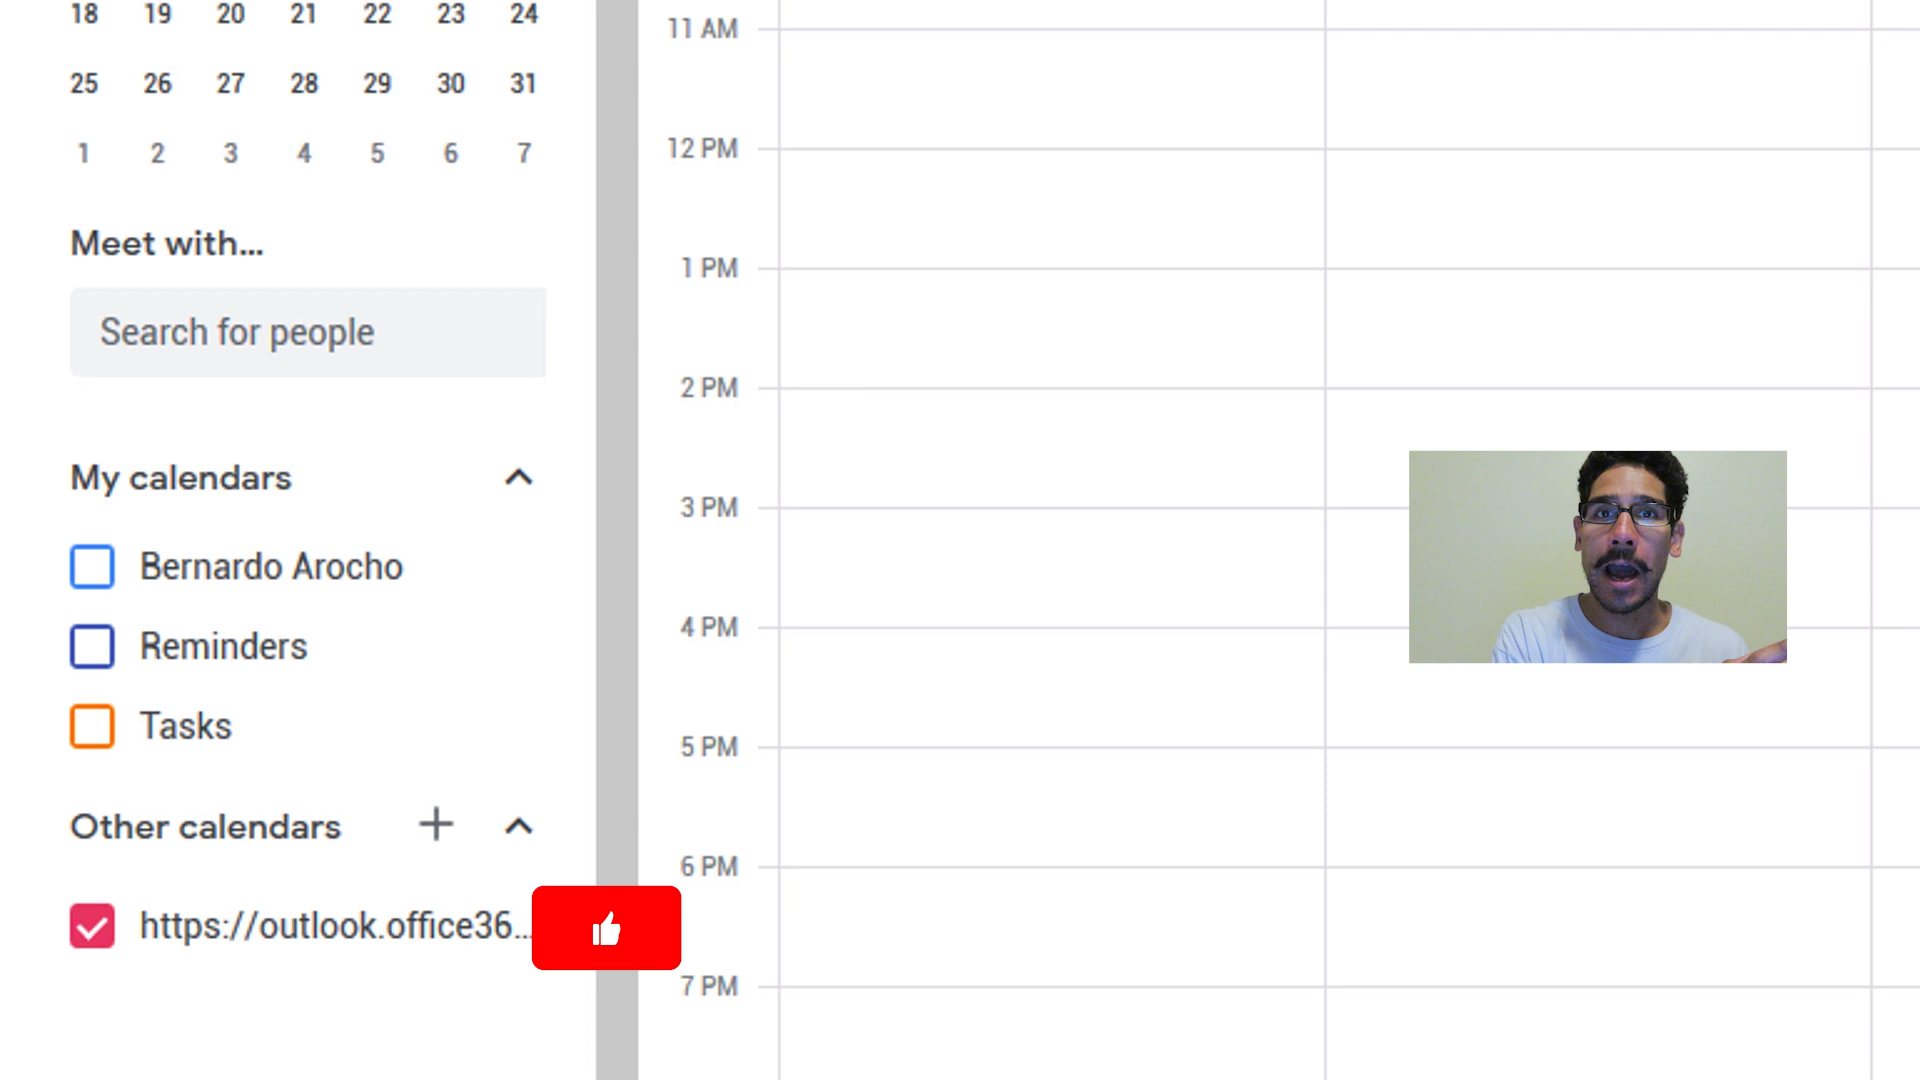 18 19 20 21 22 23 24
25 26 27 28 29 30 31
1 2 3 4 5 6 7
Meet with...
Search for people
My calendars
Bernardo Arocho
Reminders
Tasks
Other calendars
https://outlook.office36...
11 AM
12 PM
1 PM
2 PM
3 PM
4 PM
5 PM
6 PM
7 PM